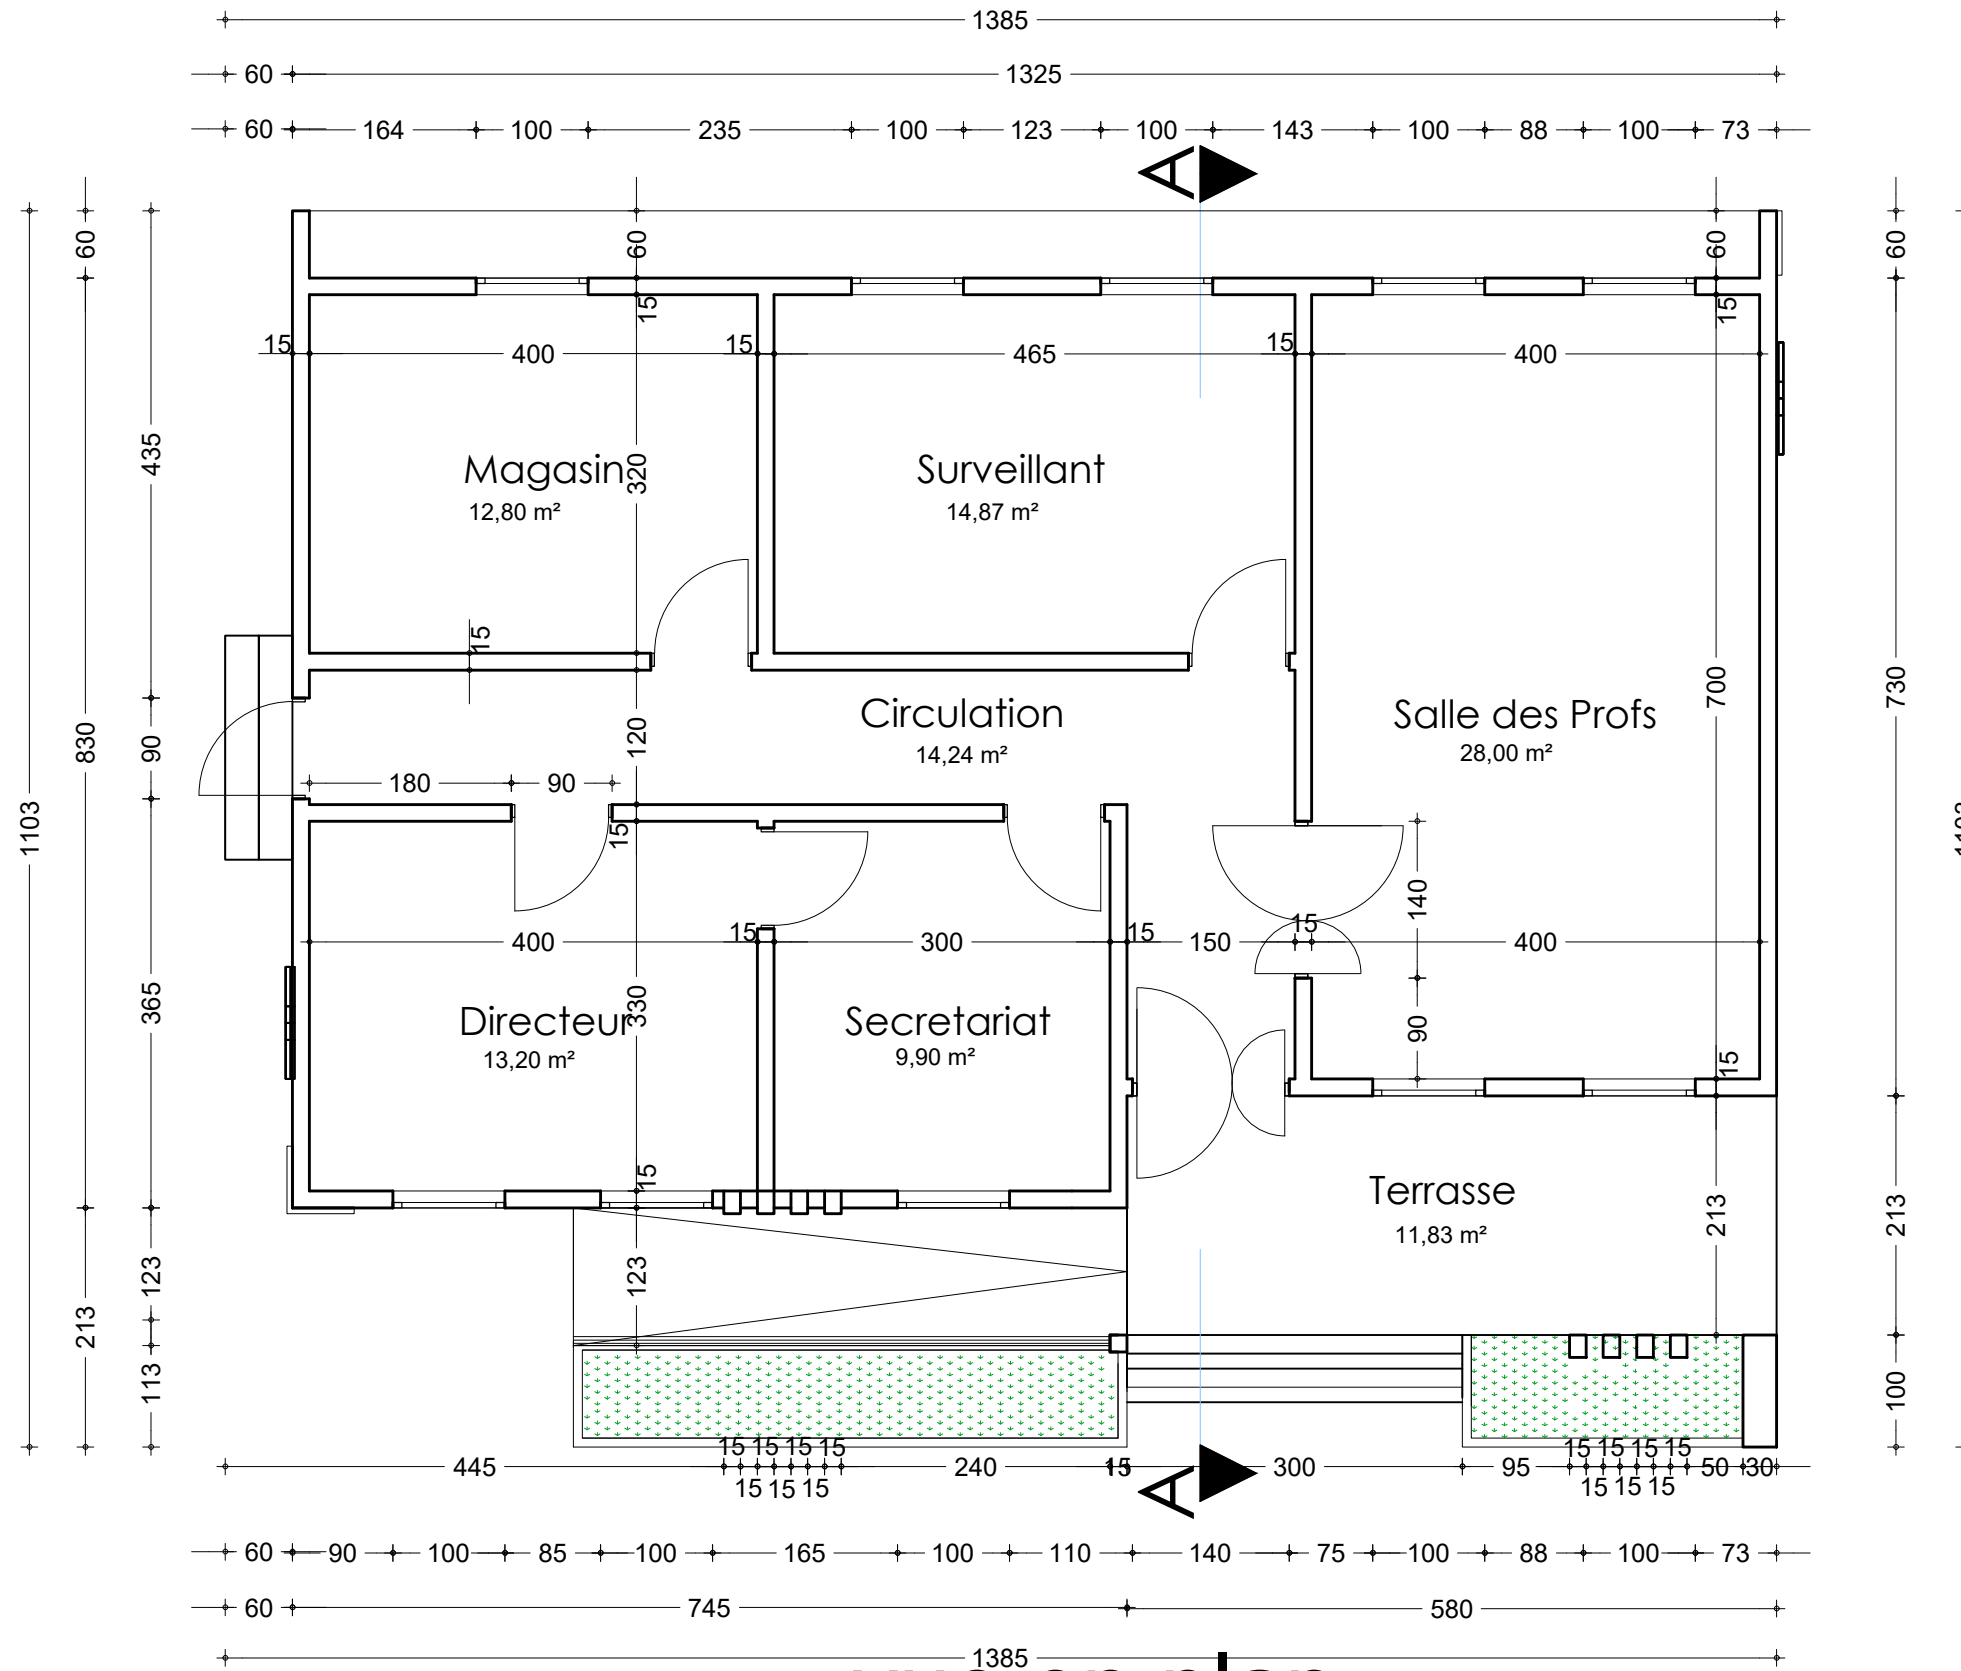 1385
60 1325
60 164 100 235 100 123 100 143 100 88 100 73
A
60 60 60 60
15 15
15 400 15 465 15 400
435
Magasin 320 Surveillant
12,80 m² 14,87 m²
15
830 90 120 Circulation Salle des Profs 700 730
14,24 m² 28,00 m²
180 90
1103 15
140
400 15 300 15 150 15 400
365 330 90
Directeur Secretariat
13,20 m² 9,90 m²
15
15
Terrasse
11,83 m²
213 123 123 213 213
113 100
15 15 15 15 15 15 15 15
445 240 15 300 95 50 30
15 15 15 15 15 15
A
60 90 100 85 100 165 100 110 140 75 100 88 100 73
60 745 580
1385